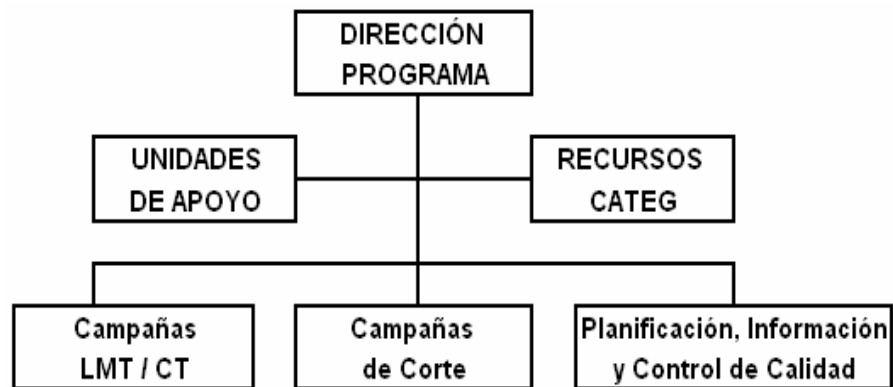 DIRECCIÓN
PROGRAMA
UNIDADES
DE APOYO
RECURSOS
CATEG
Campañas
LMT / CT
Campañas
de Corte
Planificación, Información
y Control de Calidad